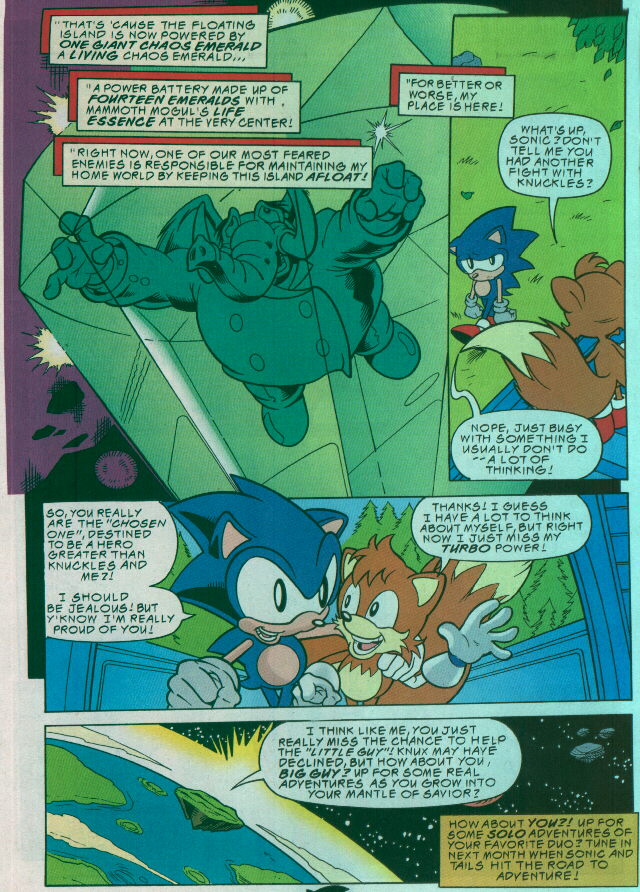 "THAT'S 'CAUSE THE FLOATING
ISLAND IS NOW POWERED BY
ONE GIANT CHAOS EMERALD
A LIVING CHAOS EMERALD...
"A POWER BATTERY MADE UP OF
FOURTEEN EMERALDS WITH
MAMMOTH MOGUL'S LIFE
ESSENCE AT THE VERY CENTER!
"RIGHT NOW, ONE OF OUR MOST FEARED
ENEMIES IS RESPONSIBLE FOR MAINTAINING MY
HOME WORLD BY KEEPING THIS ISLAND AFLOAT!
"FOR BETTER OR
WORSE, MY
PLACE IS HERE!
WHAT'S UP,
SONIC? DON'T
TELL ME YOU
HAD ANOTHER
FIGHT WITH
KNUCKLES?
NOPE, JUST BUSY
WITH SOMETHING I
USUALLY DON'T DO
--A LOT OF
THINKING!
SO, YOU REALLY
ARE THE "CHOSEN
ONE", DESTINED
TO BE A HERO
GREATER THAN
KNUCKLES AND
ME?!
I SHOULD
BE JEALOUS! BUT
Y'KNOW I'M REALLY
PROUD OF YOU!
THANKS! I GUESS
I HAVE A LOT TO THINK
ABOUT MYSELF, BUT RIGHT
NOW I JUST MISS MY
TURBO POWER!
I THINK LIKE ME, YOU JUST
REALLY MISS THE CHANCE TO HELP
THE "LITTLE GUY"! KNUX MAY HAVE
DECLINED, BUT HOW ABOUT YOU,
BIG GUY? UP FOR SOME REAL
ADVENTURES AS YOU GROW INTO
YOUR MANTLE OF SAVIOR?
HOW ABOUT YOU?! UP FOR
SOME SOLO ADVENTURES OF
YOUR FAVORITE DUO? TUNE IN
NEXT MONTH WHEN SONIC AND
TAILS HIT THE ROAD TO
ADVENTURE!